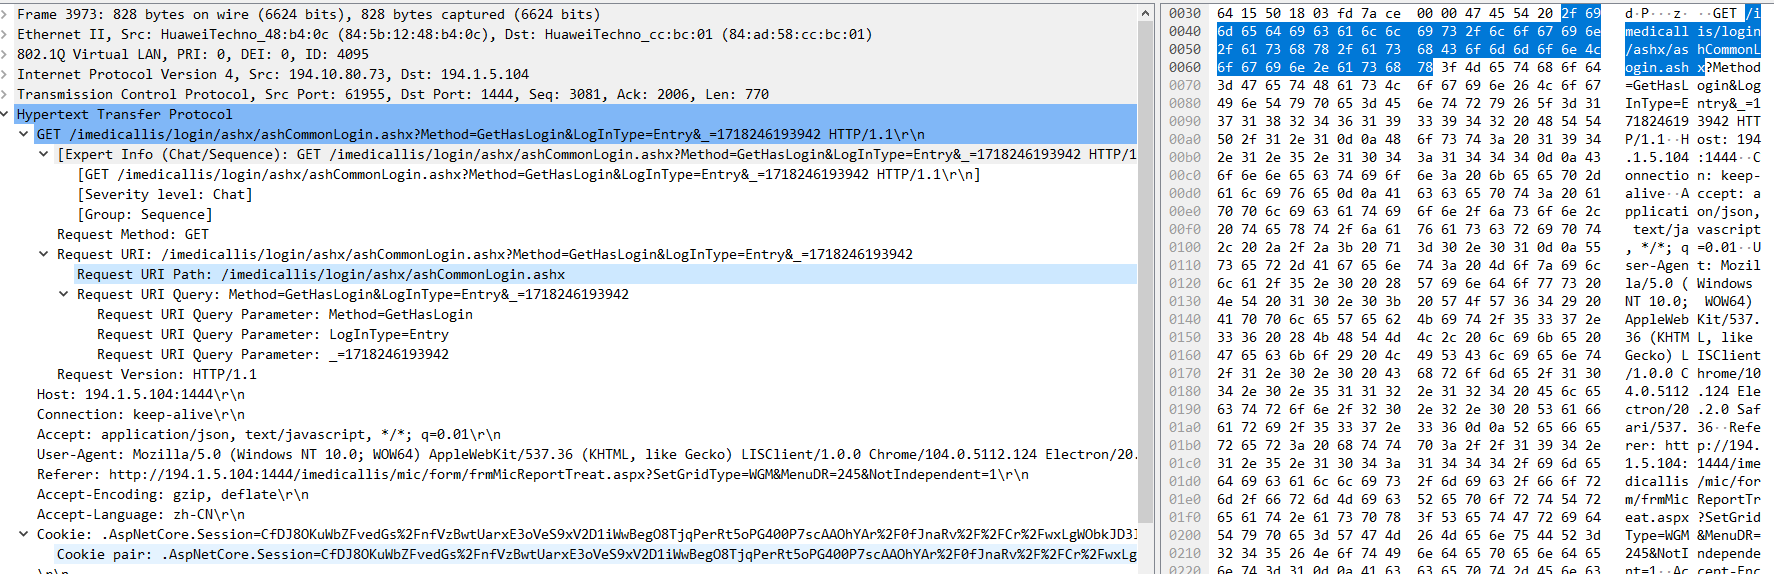 Frame 3973: 828 bytes on wire (6624 bits), 828 bytes captured (6624 bits)
Ethernet II, Src: HuaweiTechno_48:b4:0c (84:5b:12:48:b4:0c), Dst: HuaweiTechno_cc:bc:01 (84:ad:58:cc:bc:01)
802.1Q Virtual LAN, PRI: 0, DEI: 0, ID: 4095
Internet Protocol Version 4, Src: 194.10.80.73, Dst: 194.1.5.104
Transmission Control Protocol, Src Port: 61955, Dst Port: 1444, Seq: 3081, Ack: 2006, Len: 770
Hypertext Transfer Protocol
GET /imedicallis/login/ashx/ashCommonLogin.ashx?Method=GetHasLogin&LogInType=Entry&_=1718246193942 HTTP/1.1\r\n
[Expert Info (Chat/Sequence): GET /imedicallis/login/ashx/ashCommonLogin.ashx?Method=GetHasLogin&LogInType=Entry&_=1718246193942 HTTP/1
[GET /imedicallis/login/ashx/ashCommonLogin.ashx?Method=GetHasLogin&LogInType=Entry&_=1718246193942 HTTP/1.1\r\n]
[Severity level: Chat]
[Group: Sequence]
Request Method: GET
Request URI: /imedicallis/login/ashx/ashCommonLogin.ashx?Method=GetHasLogin&LogInType=Entry&_=1718246193942
Request URI Path: /imedicallis/login/ashx/ashCommonLogin.ashx
Request URI Query: Method=GetHasLogin&LogInType=Entry&_=1718246193942
Request URI Query Parameter: Method=GetHasLogin
Request URI Query Parameter: LogInType=Entry
Request URI Query Parameter: _=1718246193942
Request Version: HTTP/1.1
Host: 194.1.5.104:1444\r\n
Connection: keep-alive\r\n
Accept: application/json, text/javascript, */*; q=0.01\r\n
User-Agent: Mozilla/5.0 (Windows NT 10.0; WOW64) AppleWebKit/537.36 (KHTML, like Gecko) LISClient/1.0.0 Chrome/104.0.5112.124 Electron/20.
Referer: http://194.1.5.104:1444/imedicallis/mic/form/frmMicReportTreat.aspx?SetGridType=WGM&MenuDR=245&NotIndependent=1\r\n
Accept-Encoding: gzip, deflate\r\n
Accept-Language: zh-CN\r\n
Cookie: .AspNetCore.Session=CfDJ8OKuWbZFvedGs%2FnfVzBwtUarxE3oVeS9xV2D1iWwBegO8TjqPerRt5oPG400P7scAAOhYAr%2F0fJnaRv%2F%2FCr%2FwxLgWObkJD3I
Cookie pair: .AspNetCore.Session=CfDJ8OKuWbZFvedGs%2FnfVzBwtUarxE3oVeS9xV2D1iWwBegO8TjqPerRt5oPG400P7scAAOhYAr%2F0fJnaRv%2F%2FCr%2FwxLg
\r\n
0030 64 15 50 18 03 fd 7a ce 00 00 47 45 54 20 2f 69 d·P···z· ··GET /i
0040 6d 65 64 69 63 61 6c 6c 69 73 2f 6c 6f 67 69 6e medicall is/login
0050 2f 61 73 68 78 2f 61 73 68 43 6f 6d 6d 6f 6e 4c /ashx/as hCommonL
0060 6f 67 69 6e 2e 61 73 68 78 3f 4d 65 74 68 6f 64 ogin.ash x?Method
0070 3d 47 65 74 48 61 73 4c 6f 67 69 6e 26 4c 6f 67 =GetHasL ogin&Log
0080 49 6e 54 79 70 65 3d 45 6e 74 72 79 26 5f 3d 31 InType=E ntry&_=1
0090 37 31 38 32 34 36 31 39 33 39 34 32 20 48 54 54 71824619 3942 HTT
00a0 50 2f 31 2e 31 0d 0a 48 6f 73 74 3a 20 31 39 34 P/1.1··H ost: 194
00b0 2e 31 2e 35 2e 31 30 34 3a 31 34 34 34 0d 0a 43 .1.5.104 :1444··C
00c0 6f 6e 6e 65 63 74 69 6f 6e 3a 20 6b 65 65 70 2d onnectio n: keep-
00d0 61 6c 69 76 65 0d 0a 41 63 63 65 70 74 3a 20 61 alive··A ccept: a
00e0 70 70 6c 69 63 61 74 69 6f 6e 2f 6a 73 6f 6e 2c pplicati on/json,
00f0 20 74 65 78 74 2f 6a 61 76 61 73 63 72 69 70 74 text/ja vascript
0100 2c 20 2a 2f 2a 3b 20 71 3d 30 2e 30 31 0d 0a 55 , */*; q =0.01··U
0110 73 65 72 2d 41 67 65 6e 74 3a 20 4d 6f 7a 69 6c ser-Agen t: Mozil
0120 6c 61 2f 35 2e 30 20 28 57 69 6e 64 6f 77 73 20 la/5.0 ( Windows
0130 4e 54 20 31 30 2e 30 3b 20 57 4f 57 36 34 29 20 NT 10.0; WOW64)
0140 41 70 70 6c 65 57 65 62 4b 69 74 2f 35 33 37 2e AppleWeb Kit/537.
0150 33 36 20 28 4b 48 54 4d 4c 2c 20 6c 69 6b 65 20 36 (KHTM L, like
0160 47 65 63 6b 6f 29 20 4c 49 53 43 6c 69 65 6e 74 Gecko) L ISClient
0170 2f 31 2e 30 2e 30 20 43 68 72 6f 6d 65 2f 31 30 /1.0.0 C hrome/10
0180 34 2e 30 2e 35 31 31 32 2e 31 32 34 20 45 6c 65 4.0.5112 .124 Ele
0190 63 74 72 6f 6e 2f 32 30 2e 32 2e 30 20 53 61 66 ctron/20 .2.0 Saf
01a0 61 72 69 2f 35 33 37 2e 33 36 0d 0a 52 65 66 65 ari/537. 36··Refe
01b0 72 65 72 3a 20 68 74 74 70 3a 2f 2f 31 39 34 2e rer: htt p://194.
01c0 31 2e 35 2e 31 30 34 3a 31 34 34 34 2f 69 6d 65 1.5.104: 1444/ime
01d0 64 69 63 61 6c 6c 69 73 2f 6d 69 63 2f 66 6f 72 dicallis /mic/for
01e0 6d 2f 66 72 6d 4d 69 63 52 65 70 6f 72 74 54 72 m/frmMic ReportTr
01f0 65 61 74 2e 61 73 70 78 3f 53 65 74 47 72 69 64 eat.aspx ?SetGrid
0200 54 79 70 65 3d 57 47 4d 26 4d 65 6e 75 44 52 3d Type=WGM &MenuDR=
0210 32 34 35 26 4e 6f 74 49 6e 64 65 70 65 6e 64 65 245&NotI ndepende
0220 6e 74 3d 31 0d 0a 41 63 63 65 70 74 2d 45 6e 63 nt=1··Ac cept-Enc